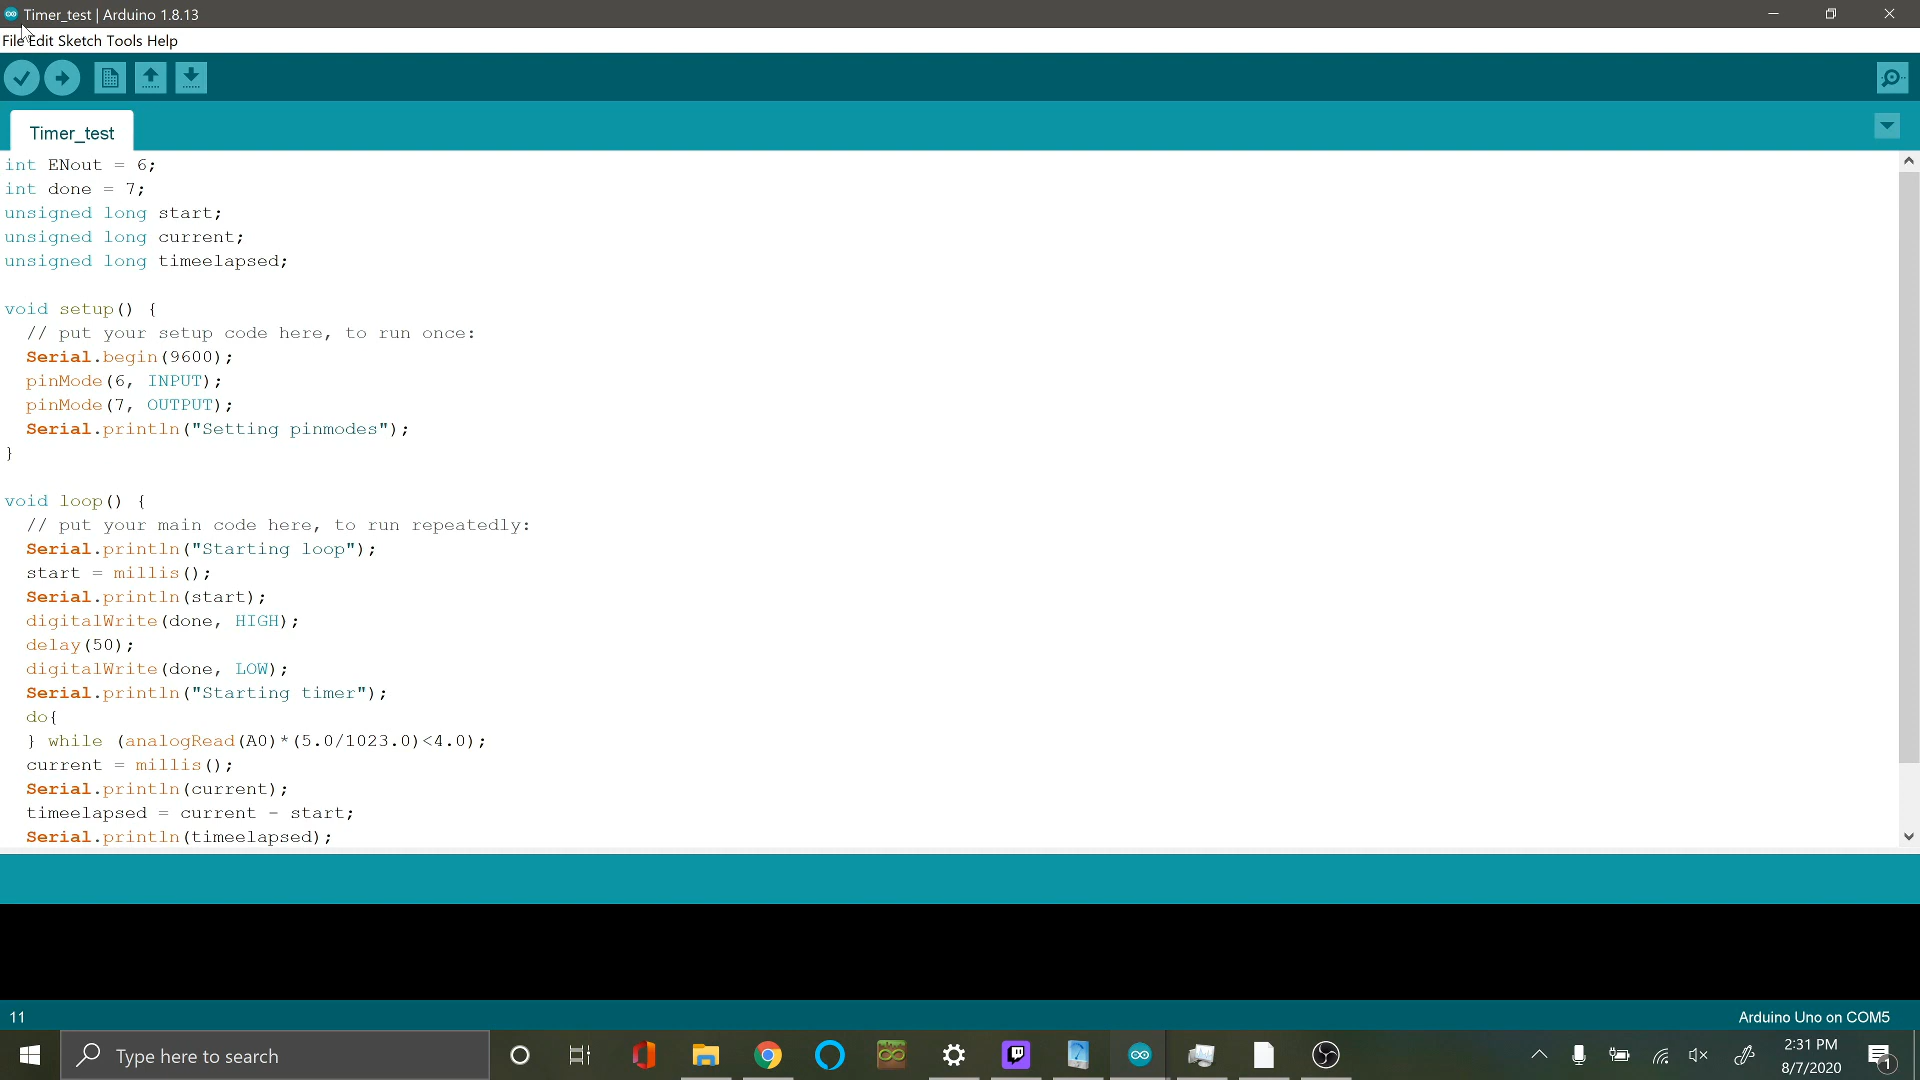 Timer_test | Arduino 1.8.13
File Edit Sketch Tools Help
Timer_test
int ENout = 6;
int done = 7;
unsigned long start;
unsigned long current;
unsigned long timeelapsed;
void setup() {
// put your setup code here, to run once:
Serial.begin(9600);
pinMode(6, INPUT);
pinMode(7, OUTPUT);
Serial.println("Setting pinmodes");
}
void loop() {
// put your main code here, to run repeatedly:
Serial.println("Starting loop");
start = millis();
Serial.println(start);
digitalWrite(done, HIGH);
delay(50);
digitalWrite(done, LOW);
Serial.println("Starting timer");
do{
} while (analogRead(A0)*(5.0/1023.0)<4.0);
current = millis();
Serial.println(current);
timeelapsed = current - start;
Serial.println(timeelapsed);
11
Arduino Uno on COM5
Type here to search
2:31 PM
8/7/2020
1